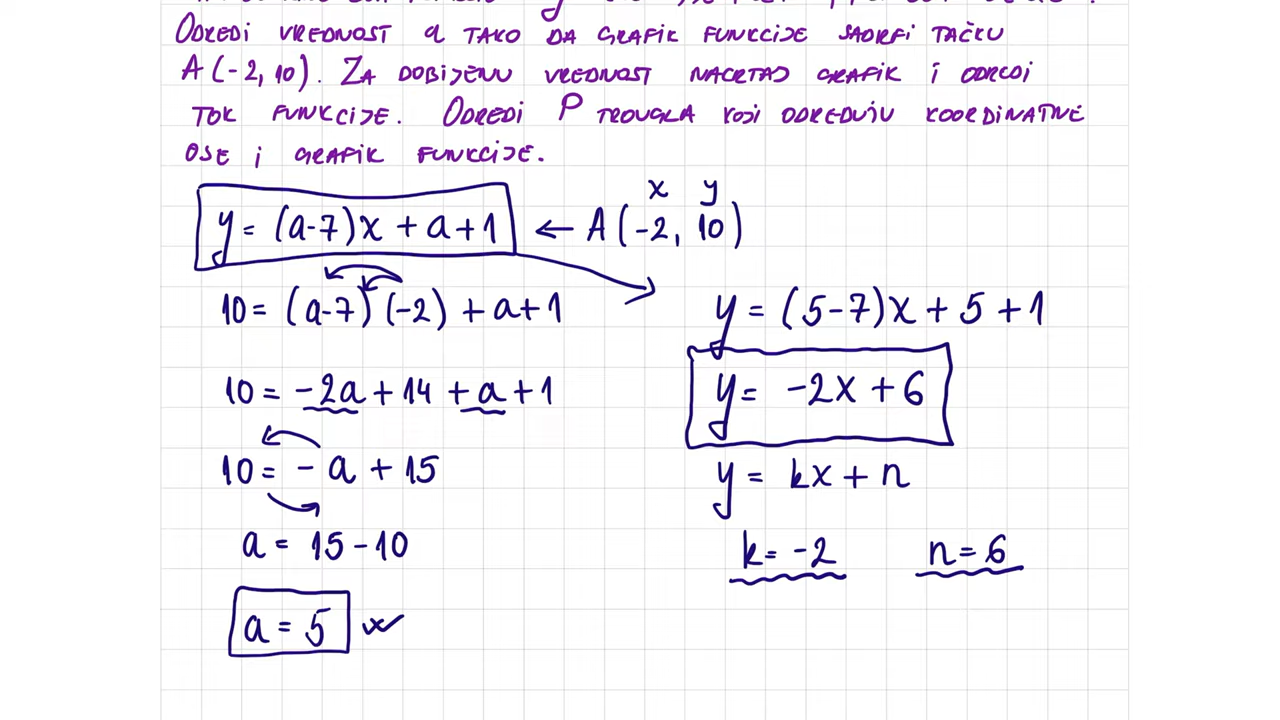 ODREDI VREDNOST a TAKO DA GRAFIK FUNKCIJE SADRŽI TAČKU
A(-2, 10). ZA DOBIJENU VREDNOST NACRTAJ GRAFIK I ODREDI
TOK FUNKCIJE. ODREDI P TROUGLA KOJI ODREĐUJU KOORDINATNE
OSE I GRAFIK FUNKCIJE.
x y
y = (a-7)x + a + 1 ← A(-2, 10)
10 = (a-7)(-2) + a + 1
10 = -2a + 14 + a + 1
10 = - a + 15
a = 15 - 10
a = 5
y = (5-7)x + 5 + 1
y = -2x + 6
y = kx + n
k = -2 n = 6